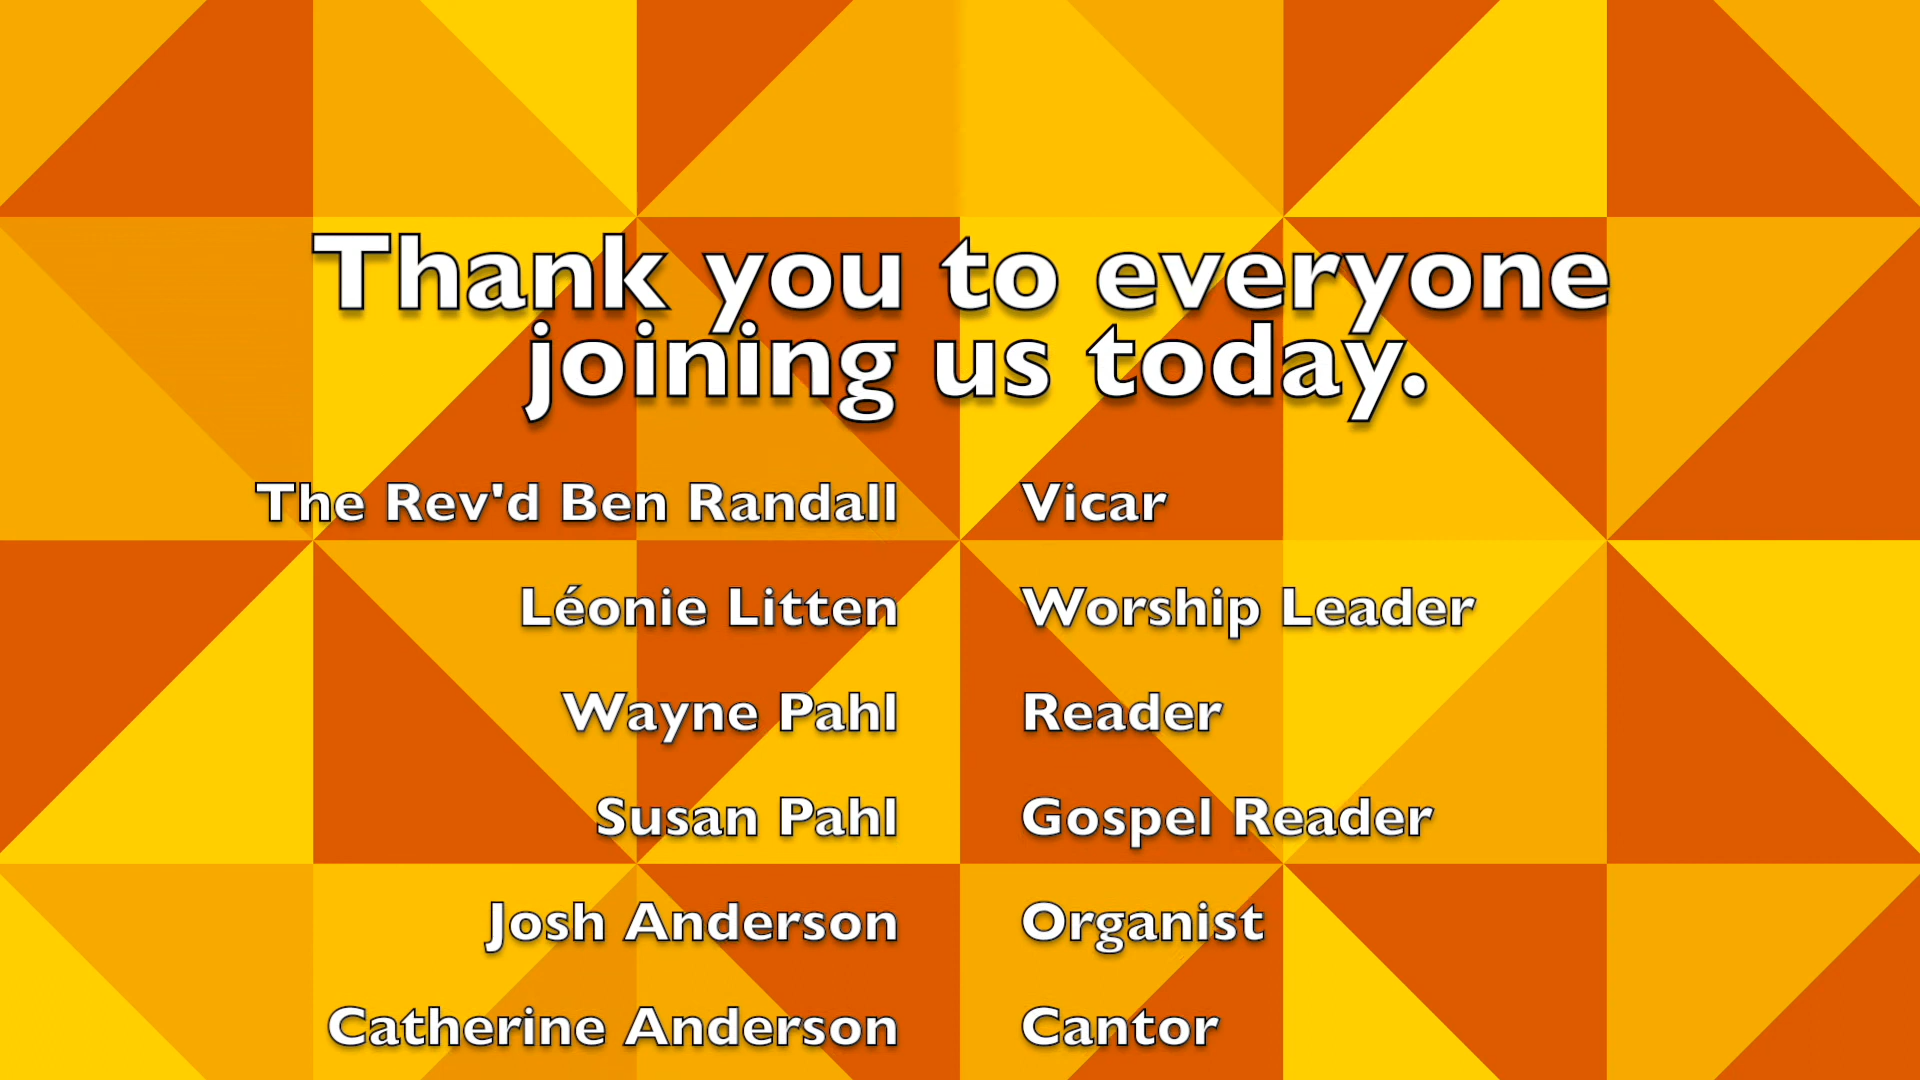 Thank you to everyone
joining us today.
The Rev'd Ben Randall Vicar
Léonie Litten Worship Leader
Wayne Pahl Reader
Susan Pahl Gospel Reader
Josh Anderson Organist
Catherine Anderson Cantor